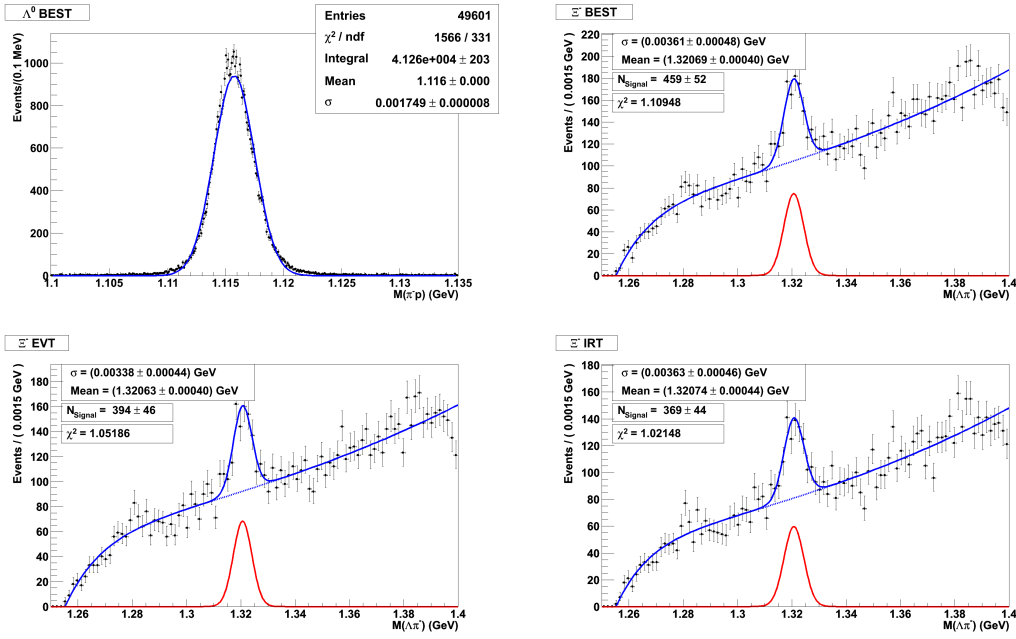 Λ⁰ BEST
Entries 49601
χ² / ndf 1566 / 331
Integral 4.126e+004 ± 203
Mean 1.116 ± 0.000
σ 0.001749 ± 0.000008
Events/(0.1 MeV)
1000
800
600
400
200
0
1.1 1.105 1.11 1.115 1.12 1.125 1.13 1.135
M(π⁻p) (GeV)
Ξ⁻ BEST
σ = (0.00361 ± 0.00048) GeV
Mean = (1.32069 ± 0.00040) GeV
NSignal = 459 ± 52
χ² = 1.10948
Events / ( 0.0015 GeV )
220
200
180
160
140
120
100
80
60
40
20
0
1.26 1.28 1.3 1.32 1.34 1.36 1.38 1.4
M(Λπ⁻) (GeV)
Ξ⁻ EVT
σ = (0.00338 ± 0.00044) GeV
Mean = (1.32063 ± 0.00040) GeV
NSignal = 394 ± 46
χ² = 1.05186
Events / ( 0.0015 GeV )
180
160
140
120
100
80
60
40
20
0
1.26 1.28 1.3 1.32 1.34 1.36 1.38 1.4
M(Λπ⁻) (GeV)
Ξ⁻ IRT
σ = (0.00363 ± 0.00046) GeV
Mean = (1.32074 ± 0.00044) GeV
NSignal = 369 ± 44
χ² = 1.02148
Events / ( 0.0015 GeV )
180
160
140
120
100
80
60
40
20
0
1.26 1.28 1.3 1.32 1.34 1.36 1.38 1.4
M(Λπ⁻) (GeV)